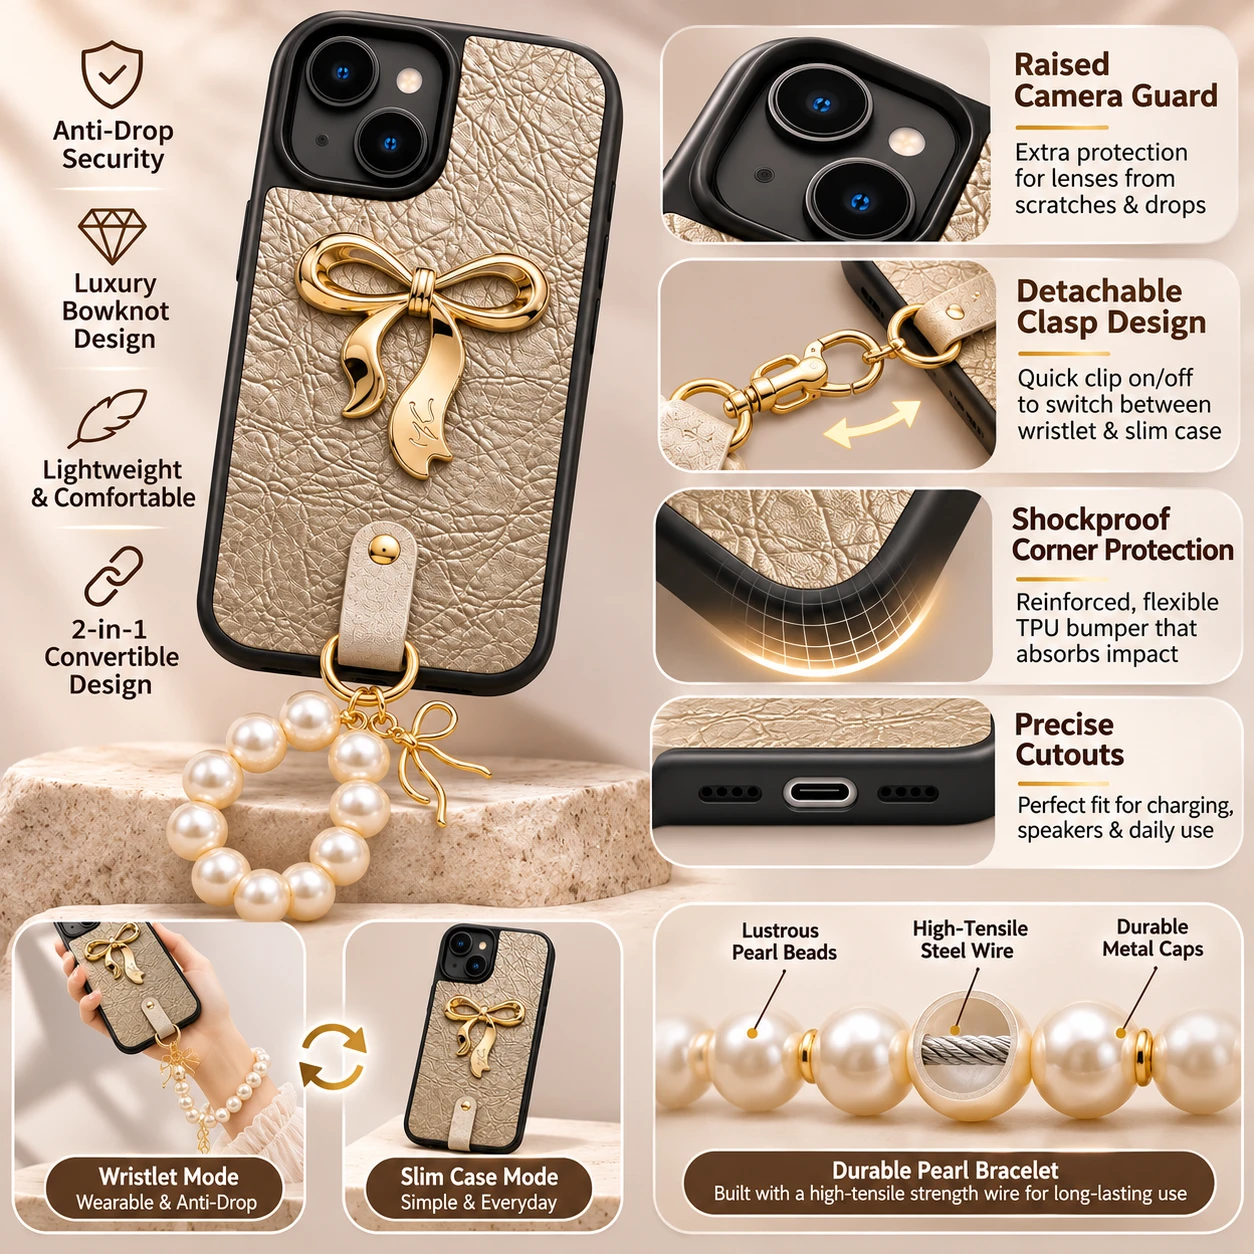 Anti-Drop
Security
Luxury
Bowknot
Design
Lightweight
& Comfortable
2-in-1
Convertible
Design
Raised
Camera Guard
Extra protection
for lenses from
scratches & drops
Detachable
Clasp Design
Quick clip on/off
to switch between
wristlet & slim case
Shockproof
Corner Protection
Reinforced, flexible
TPU bumper that
absorbs impact
Precise
Cutouts
Perfect fit for charging,
speakers & daily use
Wristlet Mode
Wearable & Anti-Drop
Slim Case Mode
Simple & Everyday
Lustrous
Pearl Beads
High-Tensile
Steel Wire
Durable
Metal Caps
Durable Pearl Bracelet
Built with a high-tensile strength wire for long-lasting use